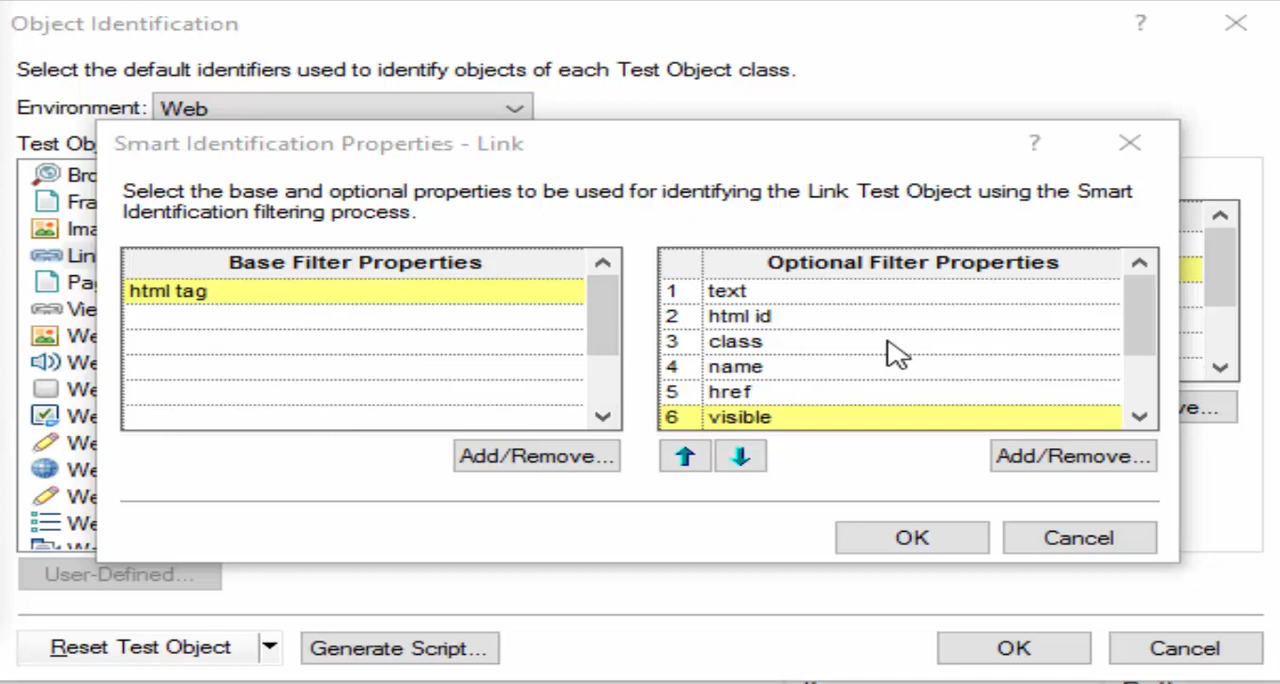 Object Identification
Select the default identifiers used to identify objects of each Test Object class.
Environment: Web
Smart Identification Properties - Link
Select the base and optional properties to be used for identifying the Link Test Object using the Smart
Identification filtering process.
Base Filter Properties
html tag
Optional Filter Properties
1 text
2 html id
3 class
4 name
5 href
6 visible
Add/Remove...
Add/Remove...
OK
Cancel
User-Defined...
Reset Test Object
Generate Script...
OK
Cancel